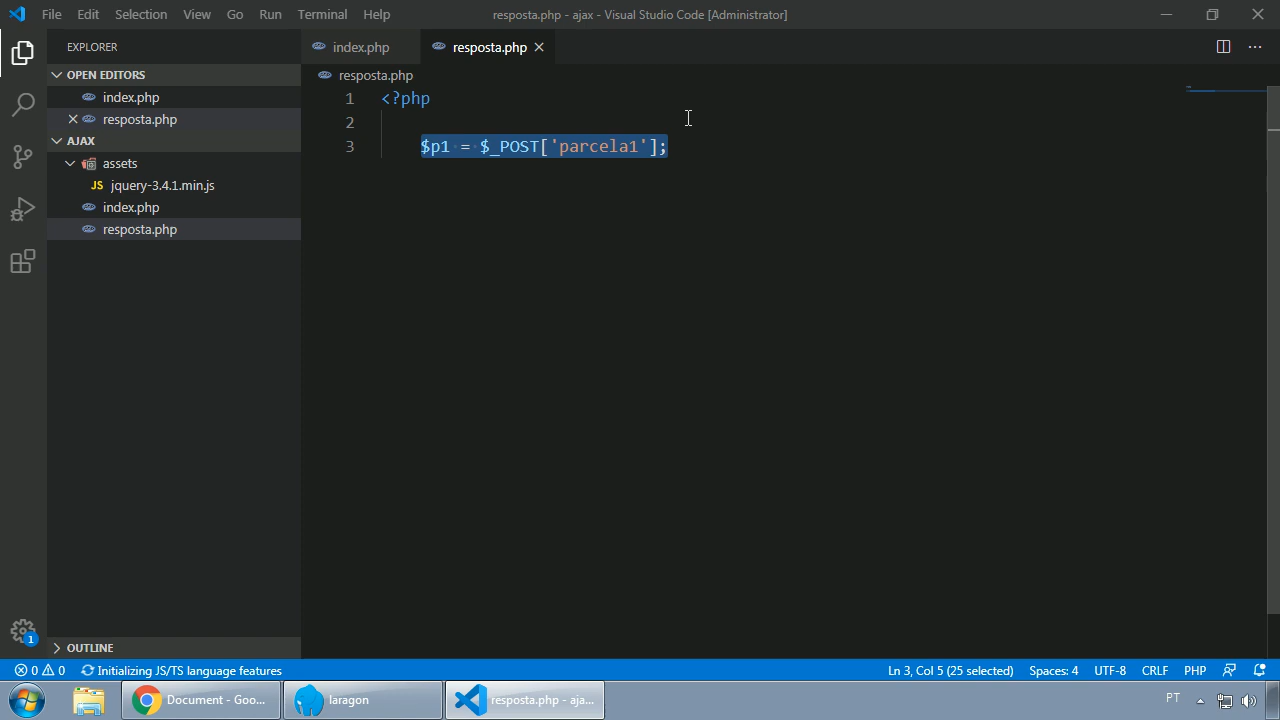 File Edit Selection View Go Run Terminal Help
resposta.php - ajax - Visual Studio Code [Administrator]
EXPLORER
OPEN EDITORS
index.php
resposta.php
AJAX
assets
JS jquery-3.4.1.min.js
index.php
resposta.php
OUTLINE
index.php
resposta.php
resposta.php
1 <?php
2
3 $p1 = $_POST['parcela1'];
1
0 0 Initializing JS/TS language features
Ln 3, Col 5 (25 selected) Spaces: 4 UTF-8 CRLF PHP
Document - Goo...
laragon
resposta.php - aja...
PT